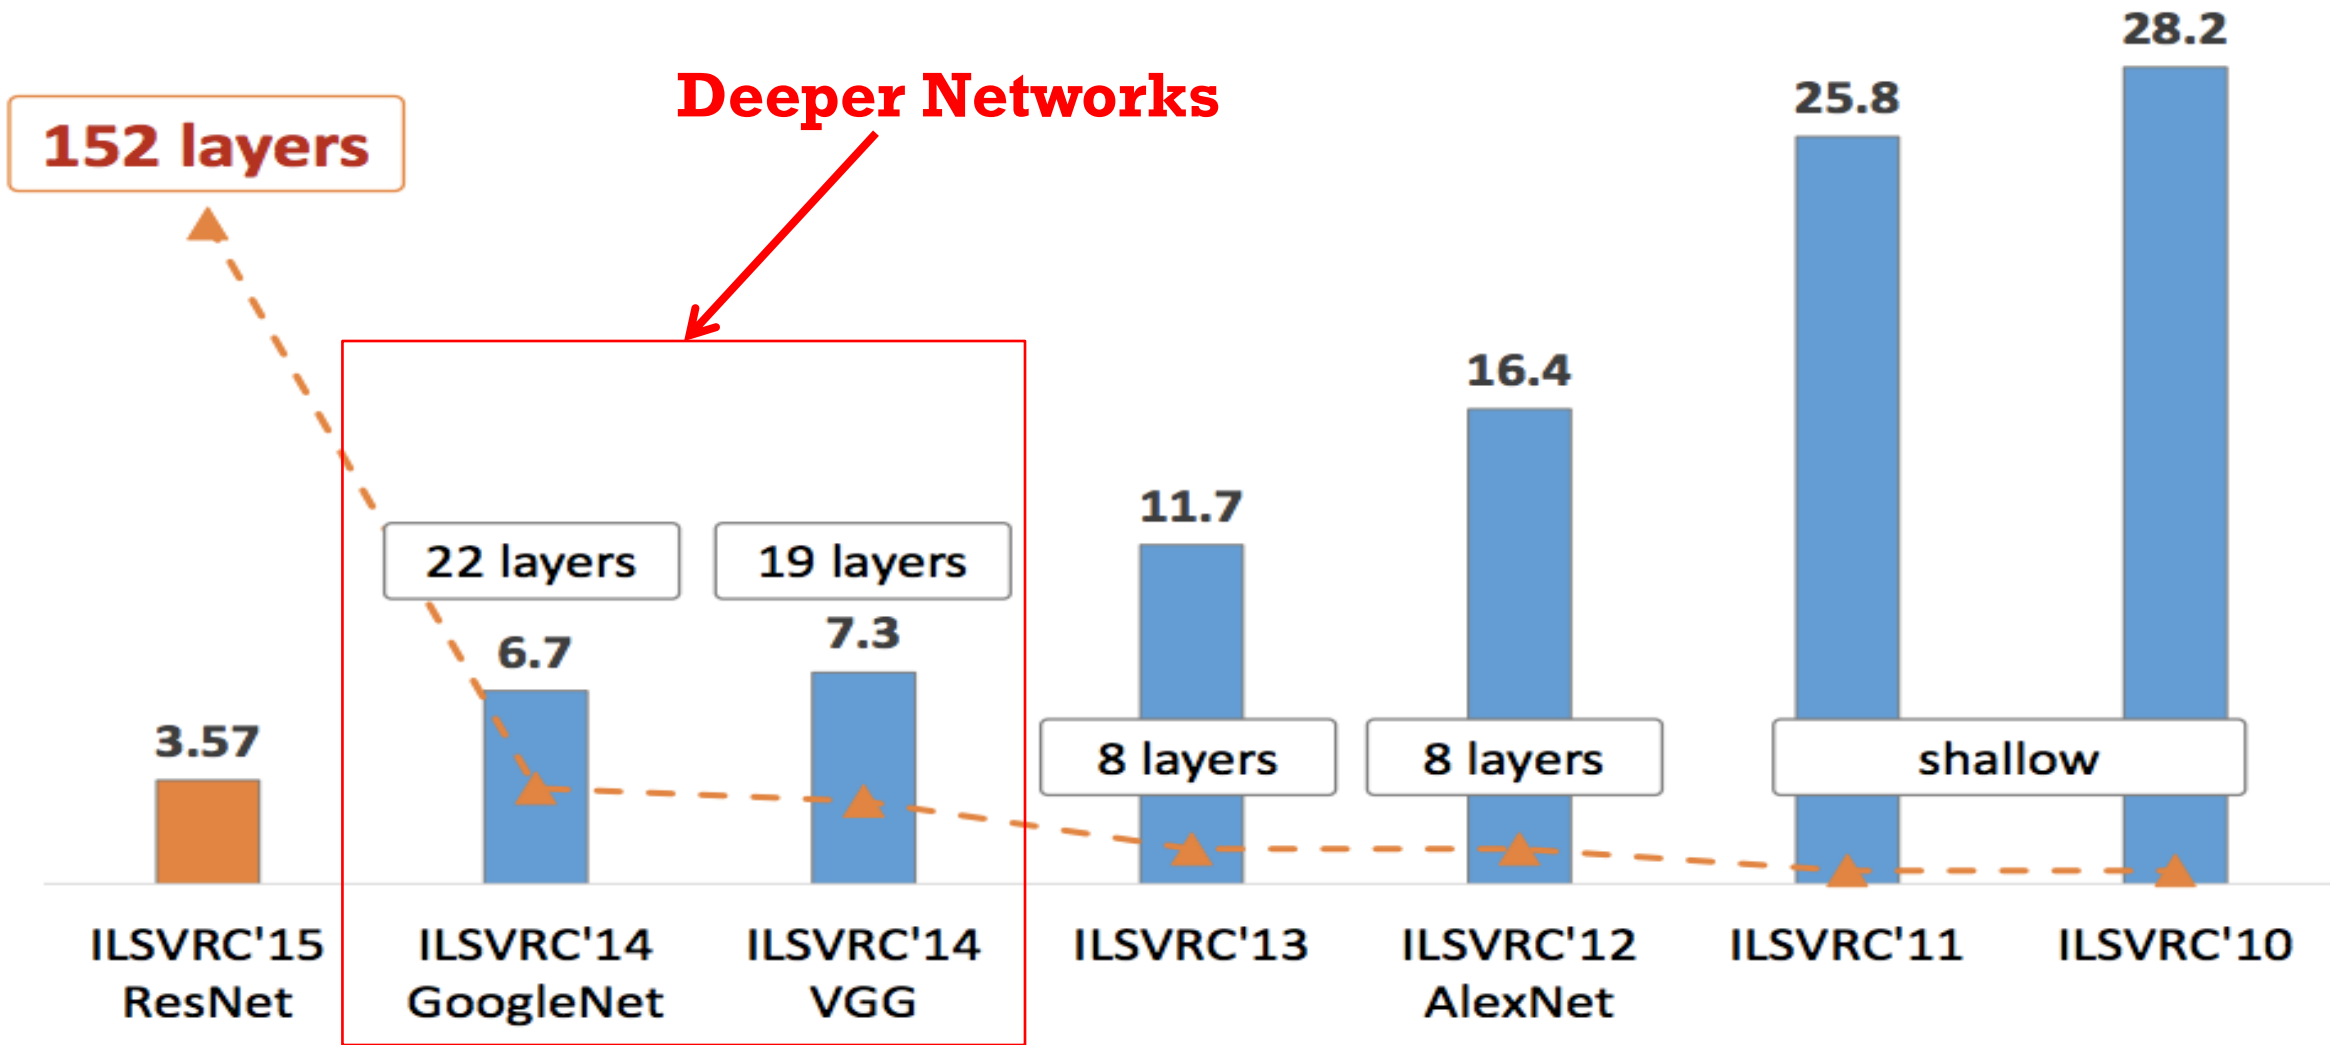 28.2
Deeper Networks
25.8
152 layers
16.4
11.7
22 layers
19 layers
6.7
7.3
3.57
8 layers
8 layers
shallow
ILSVRC'15
ResNet
ILSVRC'14
GoogleNet
ILSVRC'14
VGG
ILSVRC'13
ILSVRC'12
AlexNet
ILSVRC'11
ILSVRC'10